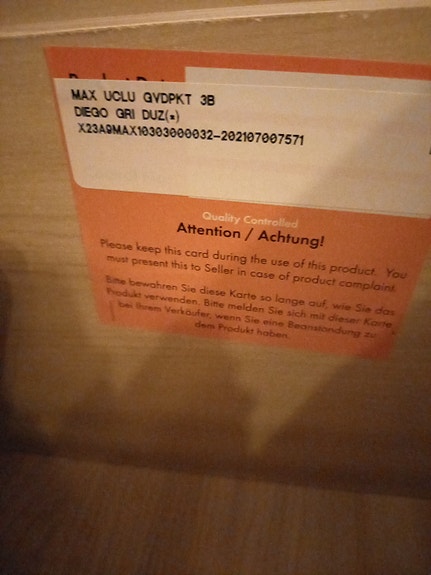 MAX UCLU QVDPKT 3B
DIEGO GRI DUZ(*)
X23A9MAX10303000032-202107007571
Quality Controlled
Attention / Achtung!
Please keep this card during the use of this product. You
must present this to Seller in case of product complaint.
Bitte bewahren Sie diese Karte so lange auf, wie Sie das
Produkt verwenden. Bitte melden Sie sich mit dieser Karte
bei Ihrem Verkäufer, wenn Sie eine Beanstandung zu
dem Produkt haben.